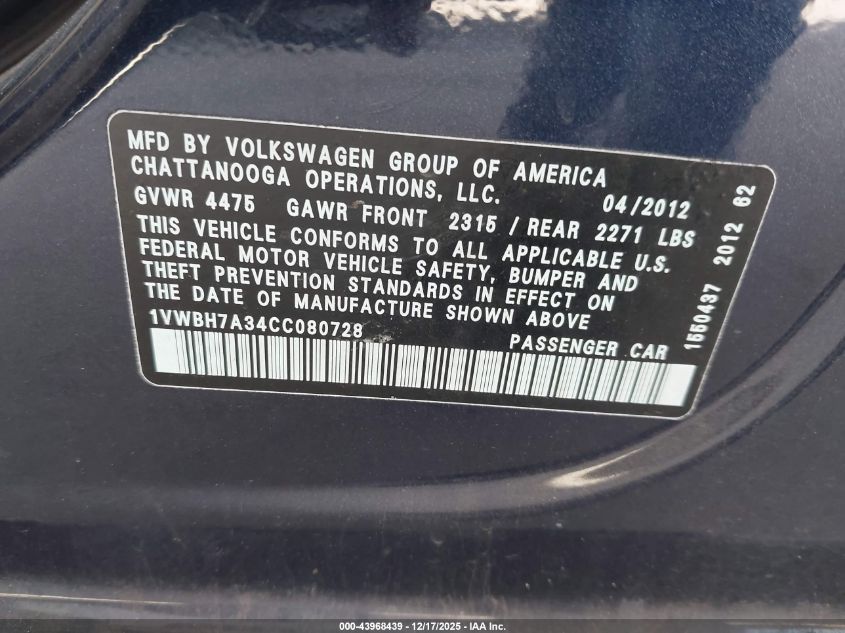 MFD BY VOLKSWAGEN GROUP OF AMERICA
CHATTANOOGA OPERATIONS, LLC.
04/2012
GVWR 4475 GAWR FRONT 2315 / REAR 2271 LBS
THIS VEHICLE CONFORMS TO ALL APPLICABLE U.S.
FEDERAL MOTOR VEHICLE SAFETY, BUMPER AND
THEFT PREVENTION STANDARDS IN EFFECT ON
THE DATE OF MANUFACTURE SHOWN ABOVE
1VWBH7A34CC080728
PASSENGER CAR
1550437 2012 62
000-43968439 - 12/17/2025 - IAA Inc.